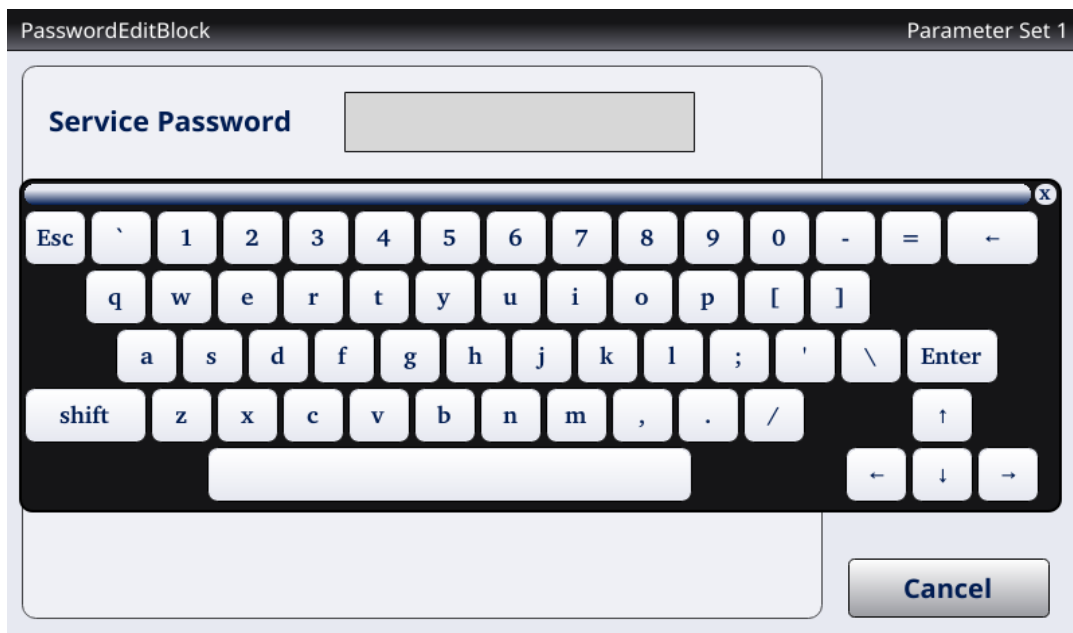 PasswordEditBlock Parameter Set 1
Service Password
x
Esc ` 1 2 3 4 5 6 7 8 9 0 - = ←
q w e r t y u i o p [ ]
a s d f g h j k l ; ' \ Enter
shift z x c v b n m , . / ↑
← ↓ →
Cancel